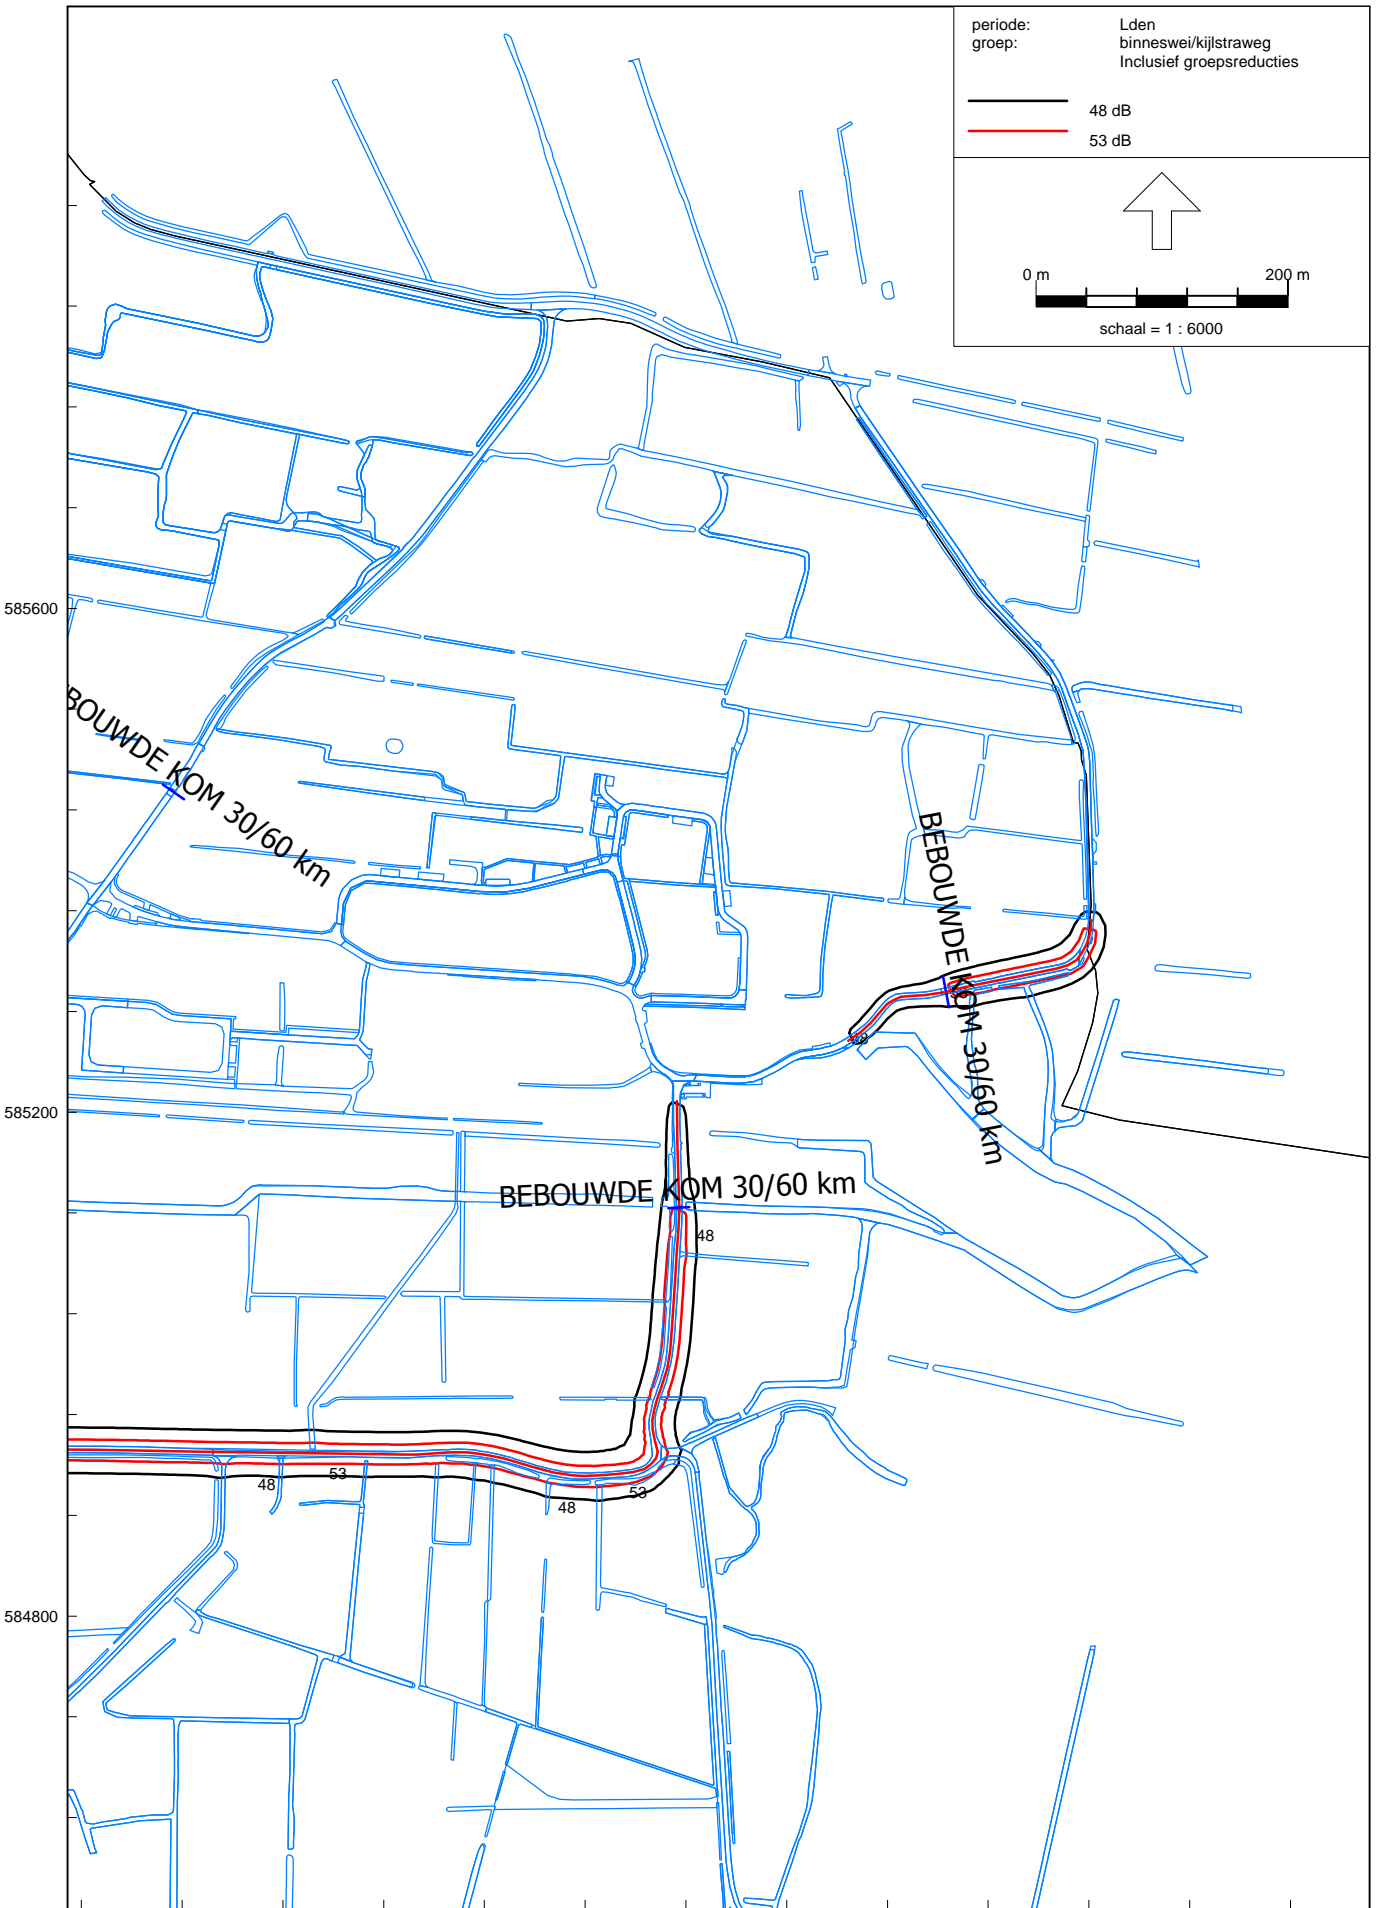 periode: Lden
groep: binneswei/kijlstraweg
Inclusief groepsreducties
48 dB
53 dB
0 m 200 m
schaal = 1 : 6000
585600
BOUWDE KOM 30/60 km
BEBOUWDE KOM 30/60 km
585200
BEBOUWDE KOM 30/60 km
48
53
48
53
48
584800